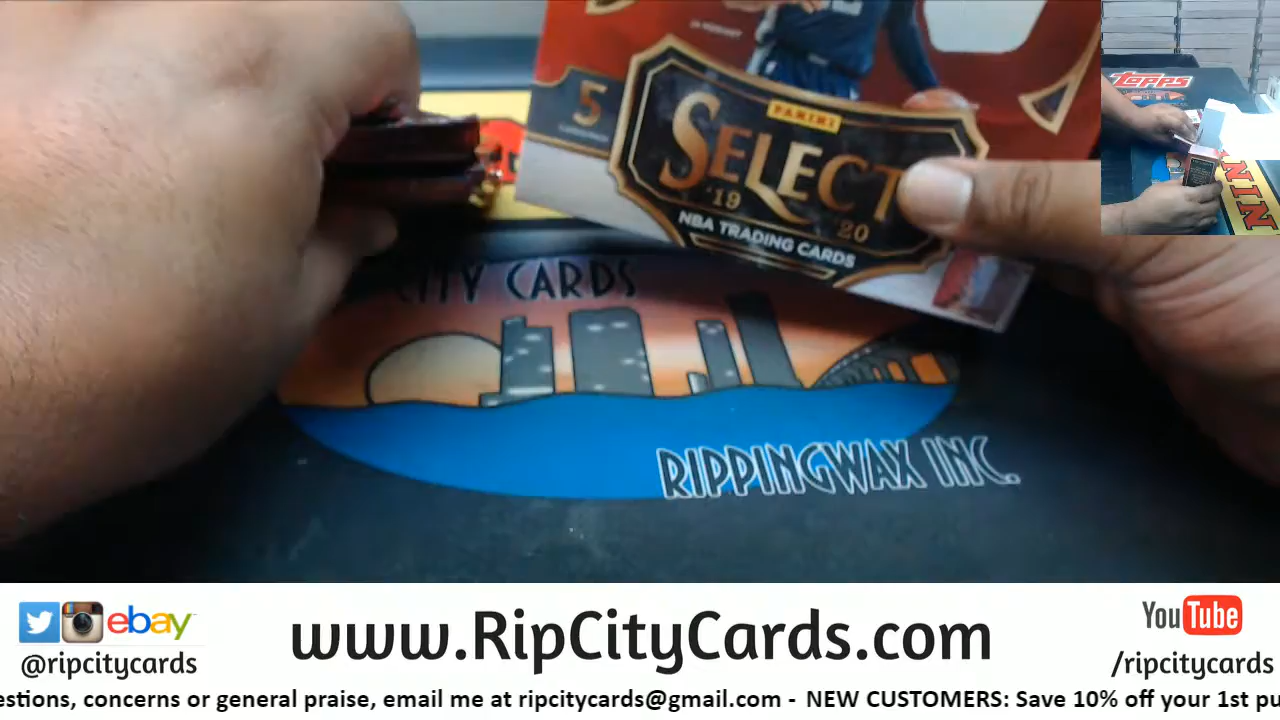 PANINI
5
SELECT
'19 20
NBA TRADING CARDS
CITY CARDS
RIPPINGWAX INC.
topps
NIN
ebay
www.RipCityCards.com
YouTube
@ripcitycards
/ripcitycards
estions, concerns or general praise, email me at ripcitycards@gmail.com - NEW CUSTOMERS: Save 10% off your 1st pu